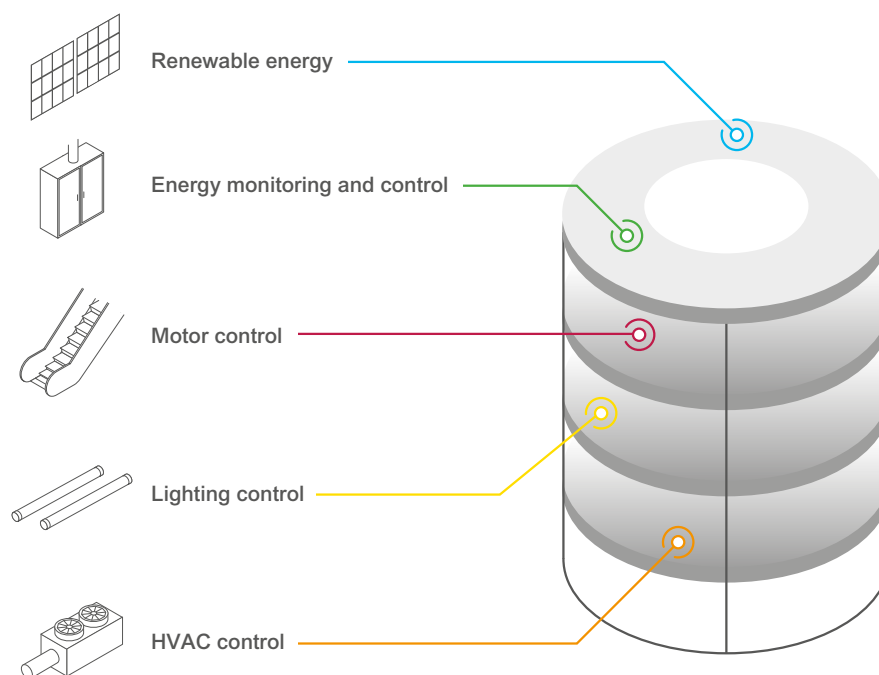 Renewable energy
Energy monitoring and control
Motor control
Lighting control
HVAC control